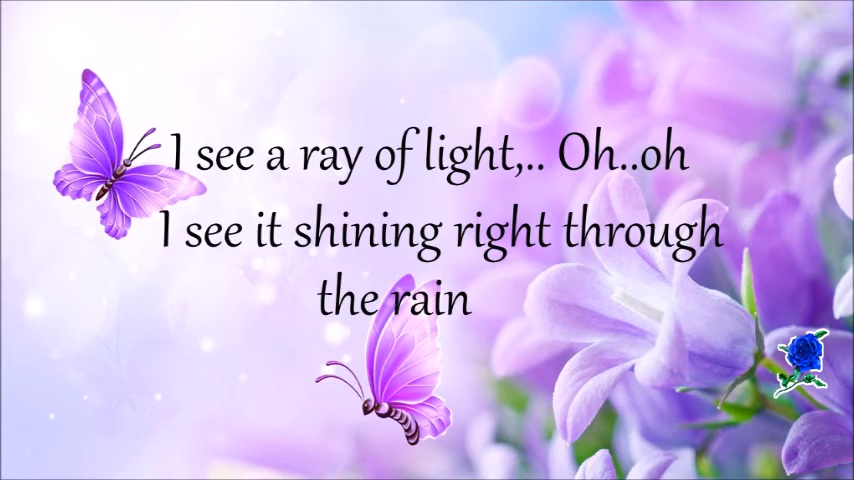 I see a ray of light,.. Oh..oh
I see it shining right through
the rain